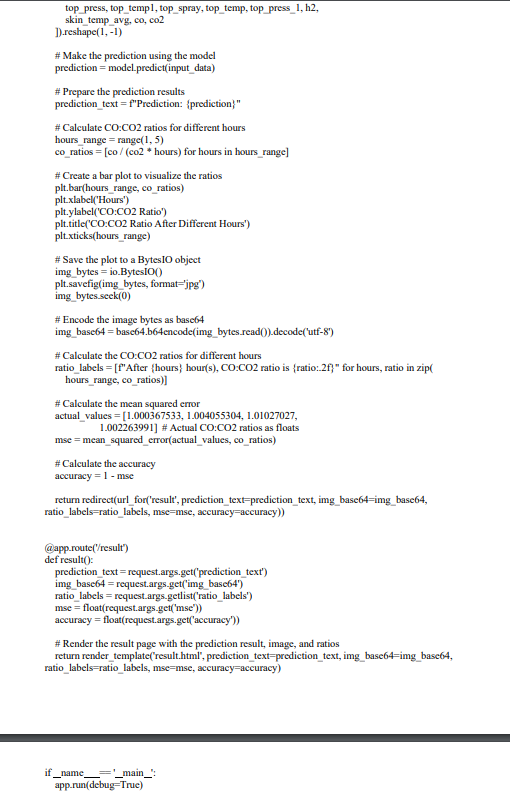 top_press, top_temp1, top_spray, top_temp, top_press_1, h2,
skin_temp_avg, co, co2
]).reshape(1, -1)
# Make the prediction using the model
prediction = model.predict(input_data)
# Prepare the prediction results
prediction_text = f"Prediction: {prediction}"
# Calculate CO:CO2 ratios for different hours
hours_range = range(1, 5)
co_ratios = [co / (co2 * hours) for hours in hours_range]
# Create a bar plot to visualize the ratios
plt.bar(hours_range, co_ratios)
plt.xlabel('Hours')
plt.ylabel('CO:CO2 Ratio')
plt.title('CO:CO2 Ratio After Different Hours')
plt.xticks(hours_range)
# Save the plot to a BytesIO object
img_bytes = io.BytesIO()
plt.savefig(img_bytes, format='jpg')
img_bytes.seek(0)
# Encode the image bytes as base64
img_base64 = base64.b64encode(img_bytes.read()).decode('utf-8')
# Calculate the CO:CO2 ratios for different hours
ratio_labels = [f"After {hours} hour(s), CO:CO2 ratio is {ratio:.2f}" for hours, ratio in zip(
hours_range, co_ratios)]
# Calculate the mean squared error
actual_values = [1.000367533, 1.004055304, 1.01027027,
1.002263991] # Actual CO:CO2 ratios as floats
mse = mean_squared_error(actual_values, co_ratios)
# Calculate the accuracy
accuracy = 1 - mse
return redirect(url_for('result', prediction_text=prediction_text, img_base64=img_base64,
ratio_labels=ratio_labels, mse=mse, accuracy=accuracy))
@app.route('/result')
def result():
prediction_text = request.args.get('prediction_text')
img_base64 = request.args.get('img_base64')
ratio_labels = request.args.getlist('ratio_labels')
mse = float(request.args.get('mse'))
accuracy = float(request.args.get('accuracy'))
# Render the result page with the prediction result, image, and ratios
return render_template('result.html', prediction_text=prediction_text, img_base64=img_base64,
ratio_labels=ratio_labels, mse=mse, accuracy=accuracy)
if __name___=='_main_':
app.run(debug=True)